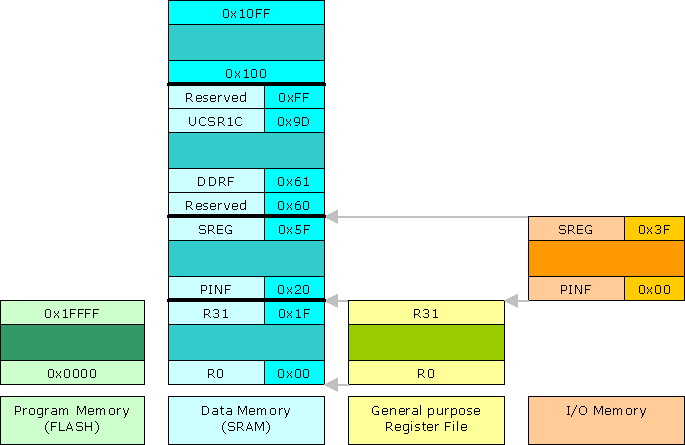 0x10FF
0x100
Reserved 0xFF
UCSR1C 0x9D
DDRF 0x61
Reserved 0x60
SREG 0x5F SREG 0x3F
PINF 0x20 PINF 0x00
0x1FFFF R31 0x1F R31
0x0000 R0 0x00 R0
Program Memory Data Memory General purpose I/O Memory
(FLASH) (SRAM) Register File